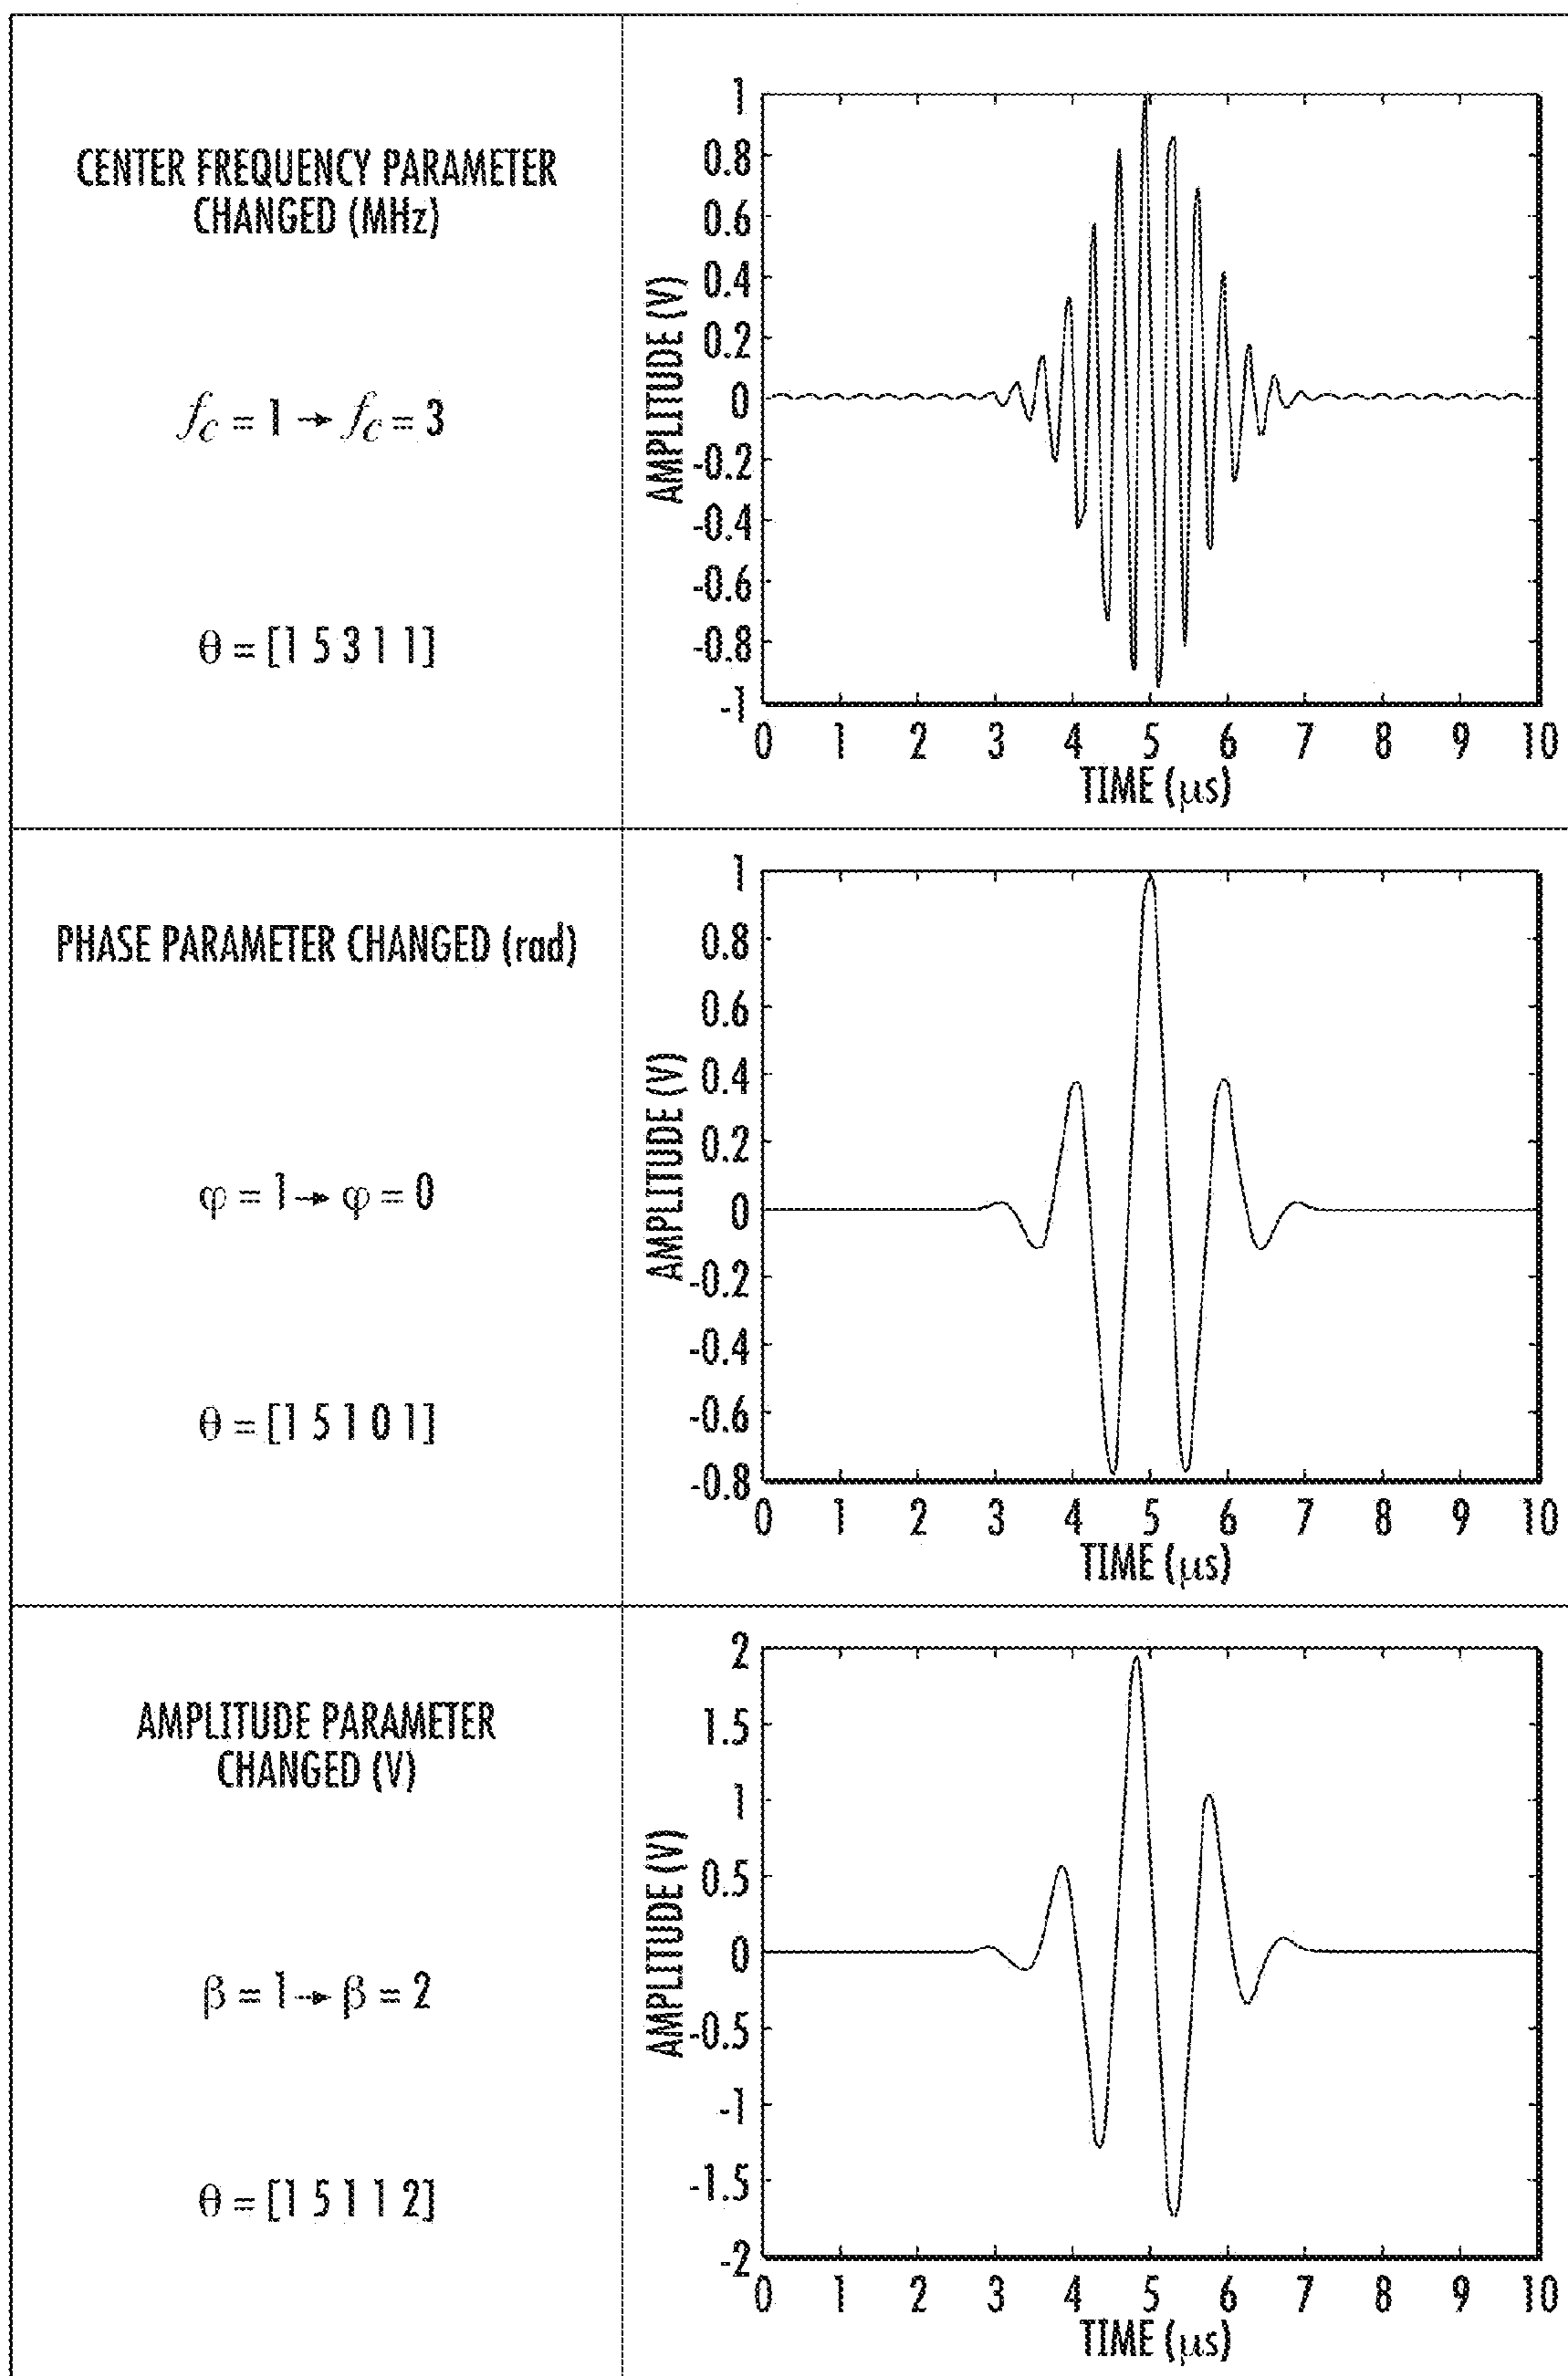 CENTER FREQUENCY PARAMETER
CHANGED (MHz)
fc = 1 → fc = 3
θ = [1 5 3 1 1]
AMPLITUDE (V)
1
0.8
0.6
0.4
0.2
0
-0.2
-0.4
-0.6
-0.8
-1
0 1 2 3 4 5 6 7 8 9 10
TIME (μs)
PHASE PARAMETER CHANGED (rad)
φ = 1 → φ = 0
θ = [1 5 1 0 1]
AMPLITUDE (V)
1
0.8
0.6
0.4
0.2
0
-0.2
-0.4
-0.6
-0.8
0 1 2 3 4 5 6 7 8 9 10
TIME (μs)
AMPLITUDE PARAMETER
CHANGED (V)
β = 1 → β = 2
θ = [1 5 1 1 2]
AMPLITUDE (V)
2
1.5
1
0.5
0
-0.5
-1
-1.5
-2
0 1 2 3 4 5 6 7 8 9 10
TIME (μs)